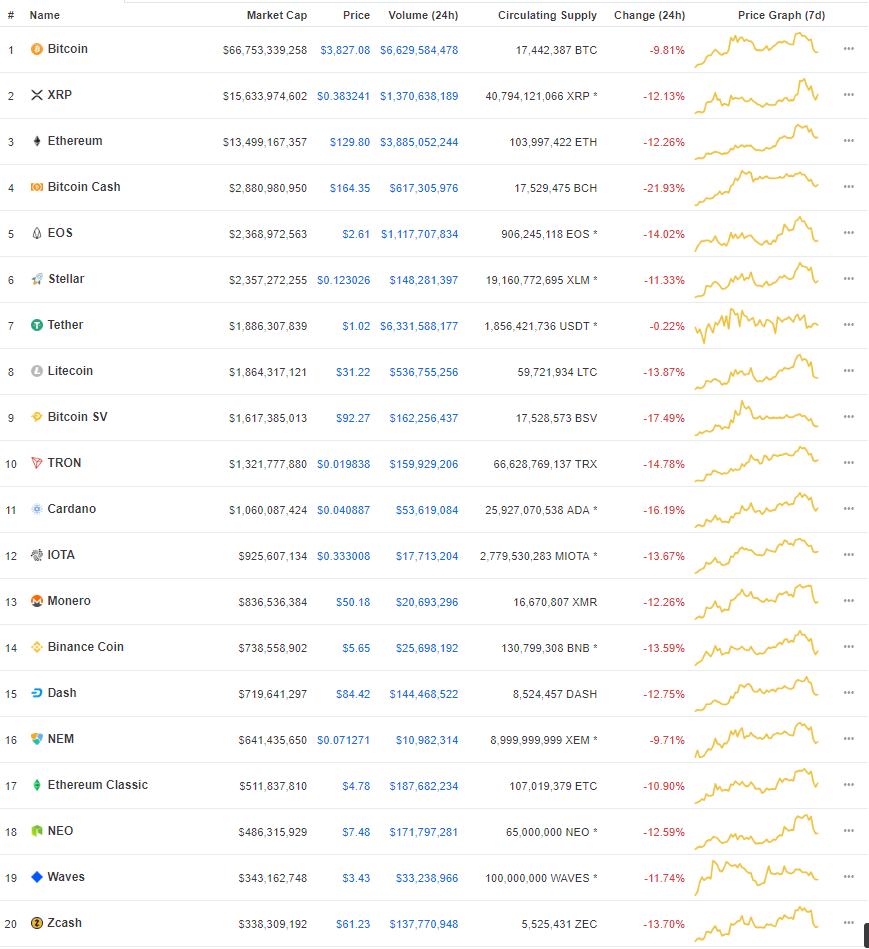 # Name Market Cap Price Volume (24h) Circulating Supply Change (24h) Price Graph (7d)
1 Bitcoin $66,753,339,258 $3,827.08 $6,629,584,478 17,442,387 BTC -9.81%
2 XRP $15,633,974,602 $0.383241 $1,370,638,189 40,794,121,066 XRP * -12.13%
3 Ethereum $13,499,167,357 $129.80 $3,885,052,244 103,997,422 ETH -12.26%
4 Bitcoin Cash $2,880,980,950 $164.35 $617,305,976 17,529,475 BCH -21.93%
5 EOS $2,368,972,563 $2.61 $1,117,707,834 906,245,118 EOS * -14.02%
6 Stellar $2,357,272,255 $0.123026 $148,281,397 19,160,772,695 XLM * -11.33%
7 Tether $1,886,307,839 $1.02 $6,331,588,177 1,856,421,736 USDT * -0.22%
8 Litecoin $1,864,317,121 $31.22 $536,755,256 59,721,934 LTC -13.87%
9 Bitcoin SV $1,617,385,013 $92.27 $162,256,437 17,528,573 BSV -17.49%
10 TRON $1,321,777,880 $0.019838 $159,929,206 66,628,769,137 TRX -14.78%
11 Cardano $1,060,087,424 $0.040887 $53,619,084 25,927,070,538 ADA * -16.19%
12 IOTA $925,607,134 $0.333008 $17,713,204 2,779,530,283 MIOTA * -13.67%
13 Monero $836,536,384 $50.18 $20,693,296 16,670,807 XMR -12.26%
14 Binance Coin $738,558,902 $5.65 $25,698,192 130,799,308 BNB * -13.59%
15 Dash $719,641,297 $84.42 $144,468,522 8,524,457 DASH -12.75%
16 NEM $641,435,650 $0.071271 $10,982,314 8,999,999,999 XEM * -9.71%
17 Ethereum Classic $511,837,810 $4.78 $187,682,234 107,019,379 ETC -10.90%
18 NEO $486,315,929 $7.48 $171,797,281 65,000,000 NEO * -12.59%
19 Waves $343,162,748 $3.43 $33,238,966 100,000,000 WAVES * -11.74%
20 Zcash $338,309,192 $61.23 $137,770,948 5,525,431 ZEC -13.70%